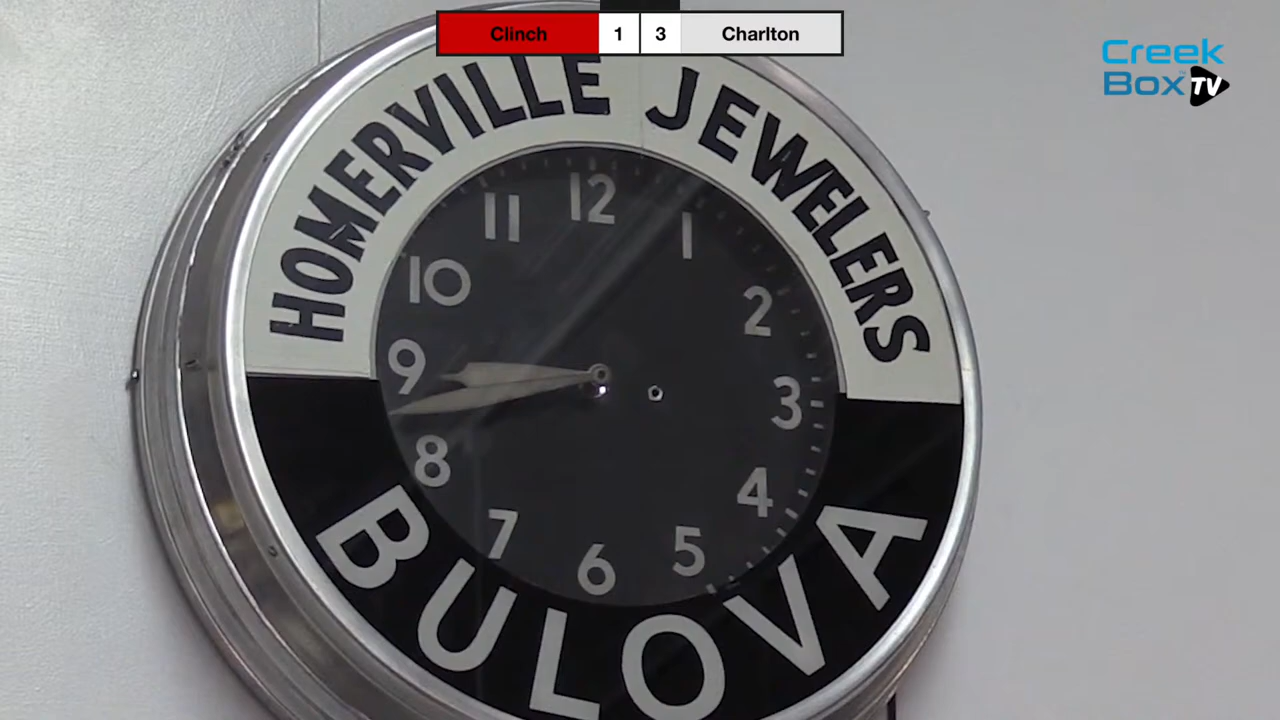 Clinch 1 3 Charlton
Creek
Box TV
HOMERVILLE JEWELERS
12
11 1
10 2
9 3
8 4
7 5
6
BULOVA